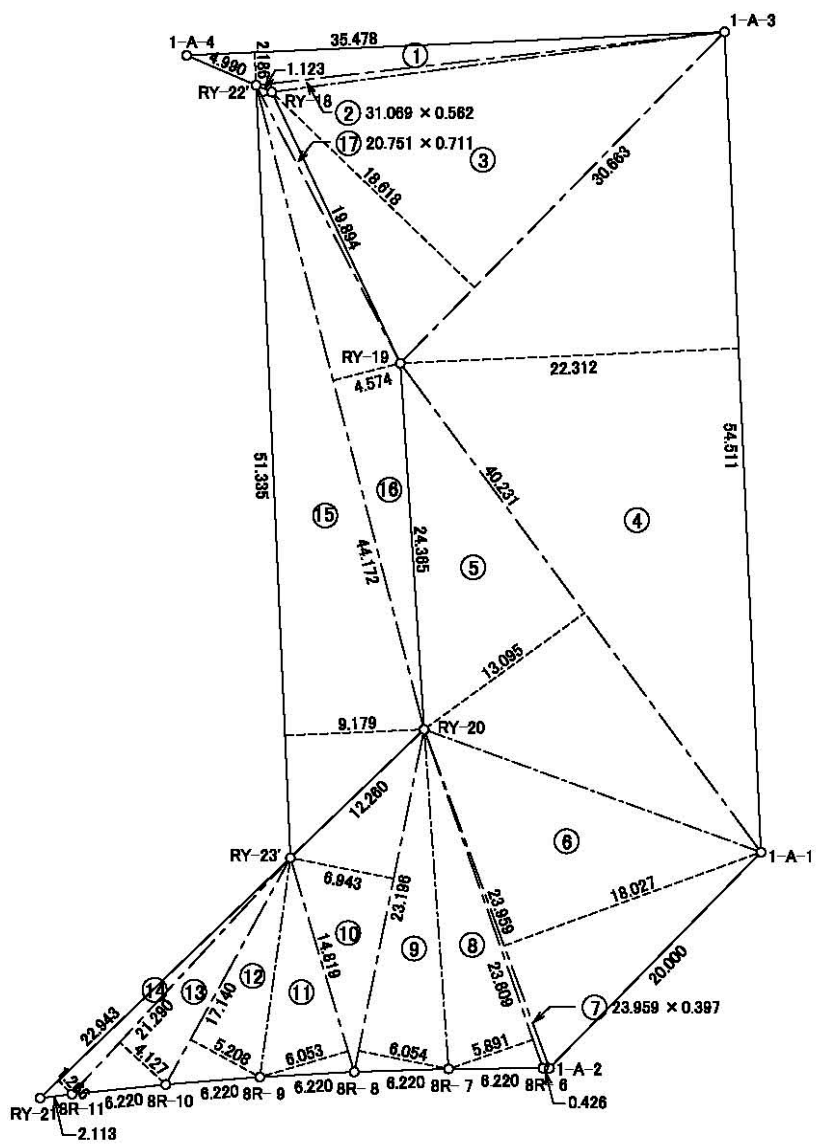 1-A-3
1-A-4
35.478
①
4.990
2.186
1.123
RY-22'
RY-18
② 31.069 × 0.562
⑰ 20.751 × 0.711
③
18.618
30.663
19.894
RY-19
4.574
22.312
54.511
51.335
⑮
⑯
44.172
24.365
40.231
④
⑤
13.095
9.179
RY-20
12.260
RY-23'
⑥
1-A-1
18.027
6.943
23.196
23.959
23.609
14.819
⑩
⑨
⑧
⑫
⑪
⑬
⑭
17.140
21.290
22.943
20.000
⑦ 23.959 × 0.397
4.127
5.208
6.053
6.054
5.891
RY-21
8R-11
6.220
8R-10
6.220
8R-9
6.220
8R-8
6.220
8R-7
6.220
8R-6
1-A-2
0.426
2.113